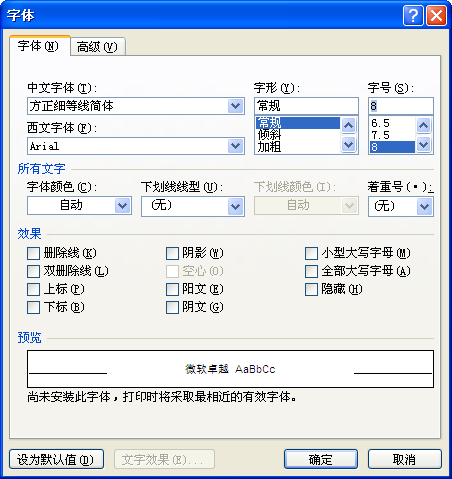 字体
字体(N) 高级(V)
中文字体(T): 字形(Y): 字号(S):
方正细等线简体 常规 8
西文字体(F): 常规 6.5
倾斜 7.5
Arial 加粗 8
所有文字
字体颜色(C): 下划线线型(U): 下划线颜色(I): 着重号(·):
自动 (无) 自动 (无)
效果
删除线(K) 阴影(W) 小型大写字母(M)
双删除线(L) 空心(O) 全部大写字母(A)
上标(P) 阳文(E) 隐藏(H)
下标(B) 阴文(G)
预览
微软卓越 AaBbCc
尚未安装此字体，打印时将采取最相近的有效字体。
设为默认值(D) 文字效果(E)... 确定 取消